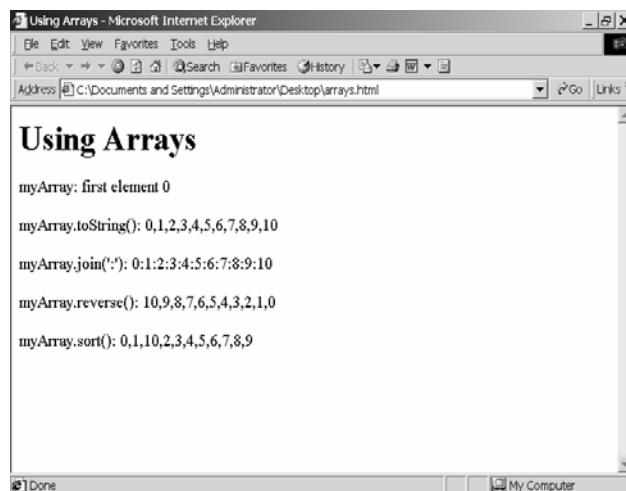 Using Arrays - Microsoft Internet Explorer
File Edit View Favorites Tools Help
Back Search Favorites History
Address C:\Documents and Settings\Administrator\Desktop\arrays.html Go Links
Using Arrays
myArray: first element 0
myArray.toString(): 0,1,2,3,4,5,6,7,8,9,10
myArray.join(':'): 0:1:2:3:4:5:6:7:8:9:10
myArray.reverse(): 10,9,8,7,6,5,4,3,2,1,0
myArray.sort(): 0,1,10,2,3,4,5,6,7,8,9
Done My Computer